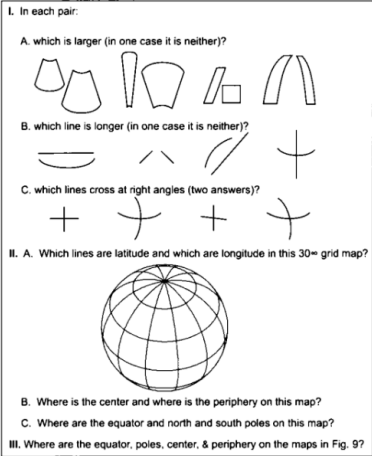 I. In each pair:
A. which is larger (in one case it is neither)?
B. which line is longer (in one case it is neither)?
C. which lines cross at right angles (two answers)?
II. A. Which lines are latitude and which are longitude in this 30∞ grid map?
B. Where is the center and where is the periphery on this map?
C. Where are the equator and north and south poles on this map?
III. Where are the equator, poles, center, & periphery on the maps in Fig. 9?